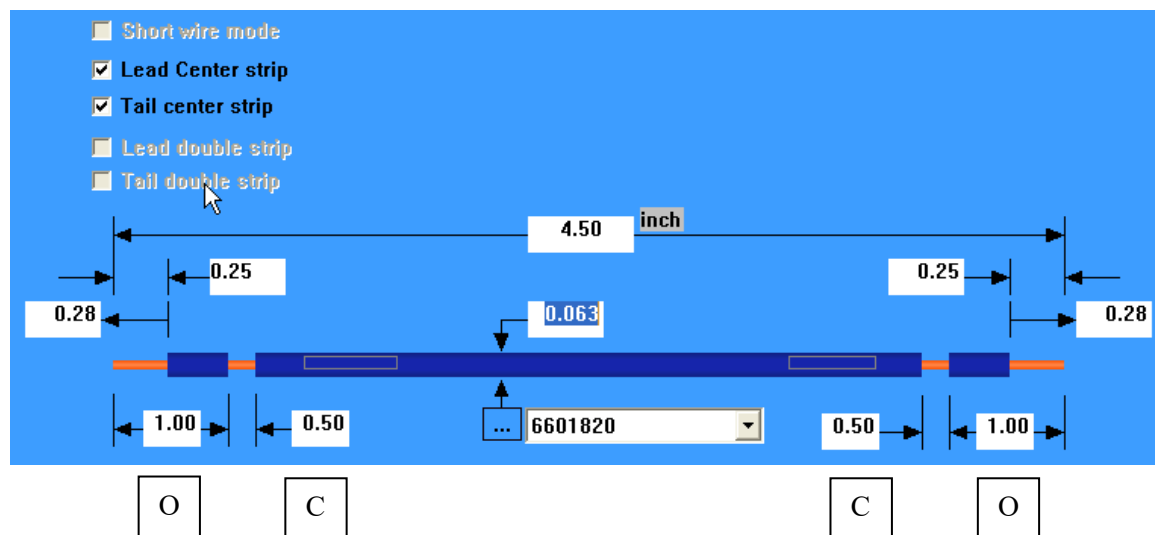 Short wire mode
Lead Center strip
Tail center strip
Lead double strip
Tail double strip
4.50 inch
0.25 0.25
0.28 0.063 0.28
1.00 0.50 ... 6601820 0.50 1.00
O C C O